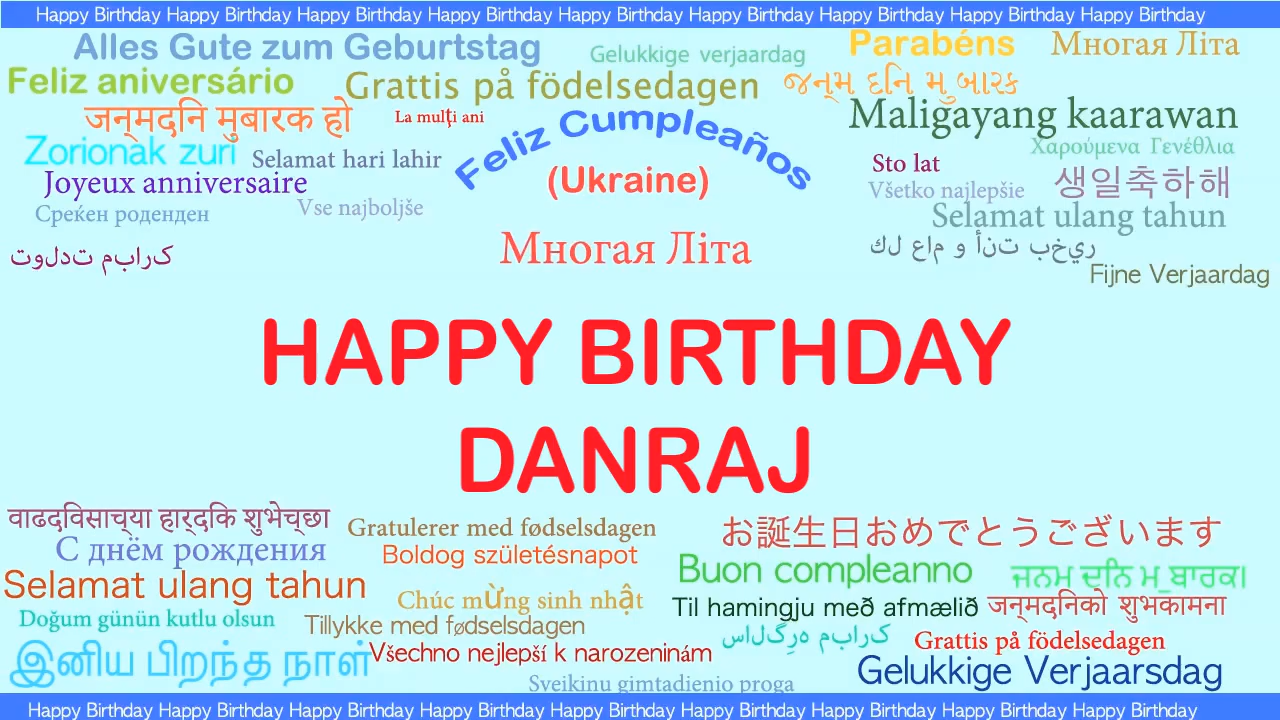 Happy Birthday Happy Birthday Happy Birthday Happy Birthday Happy Birthday Happy Birthday Happy Birthday Happy Birthday Happy Birthday
Alles Gute zum Geburtstag
Gelukkige verjaardag
Parabéns
Многая Літа
Feliz aniversário
Grattis på födelsedagen
જન્મ દનિ મુ બારક
जन्मदनि मुबारक हो
La mulţi ani
Feliz Cumpleaños
Maligayang kaarawan
Zorionak zuri
Selamat hari lahir
(Ukraine)
Sto lat
Χαρούμενα Γενέθλια
Joyeux anniversaire
Všetko najlepšie
생일축하해
Среќен роденден
Vse najboljše
Selamat ulang tahun
Многая Літа
تولدت مبارک
كل عام و أنت بخير
Fijne Verjaardag
HAPPY BIRTHDAY
DANRAJ
वाढदविसाच्या हार्दकि शुभेच्छा
Gratulerer med fødselsdagen
お誕生日おめでとうございます
С днём рождения
Boldog születésnapot
Buon compleanno
ਜਨਮ ਦਨਿ ਮੁ ਬਾਰਕ।
Selamat ulang tahun
Chúc mừng sinh nhật
Til hamingju með afmælið
जन्मदनिको शुभकामना
Doğum günün kutlu olsun
Tillykke med fødselsdagen
سالگرہ مبارک
Grattis på födelsedagen
இனிய பிறந்த நாள்
Všechno nejlepší k narozeninám
Gelukkige Verjaarsdag
Sveikinu gimtadienio proga
Happy Birthday Happy Birthday Happy Birthday Happy Birthday Happy Birthday Happy Birthday Happy Birthday Happy Birthday Happy Birthday